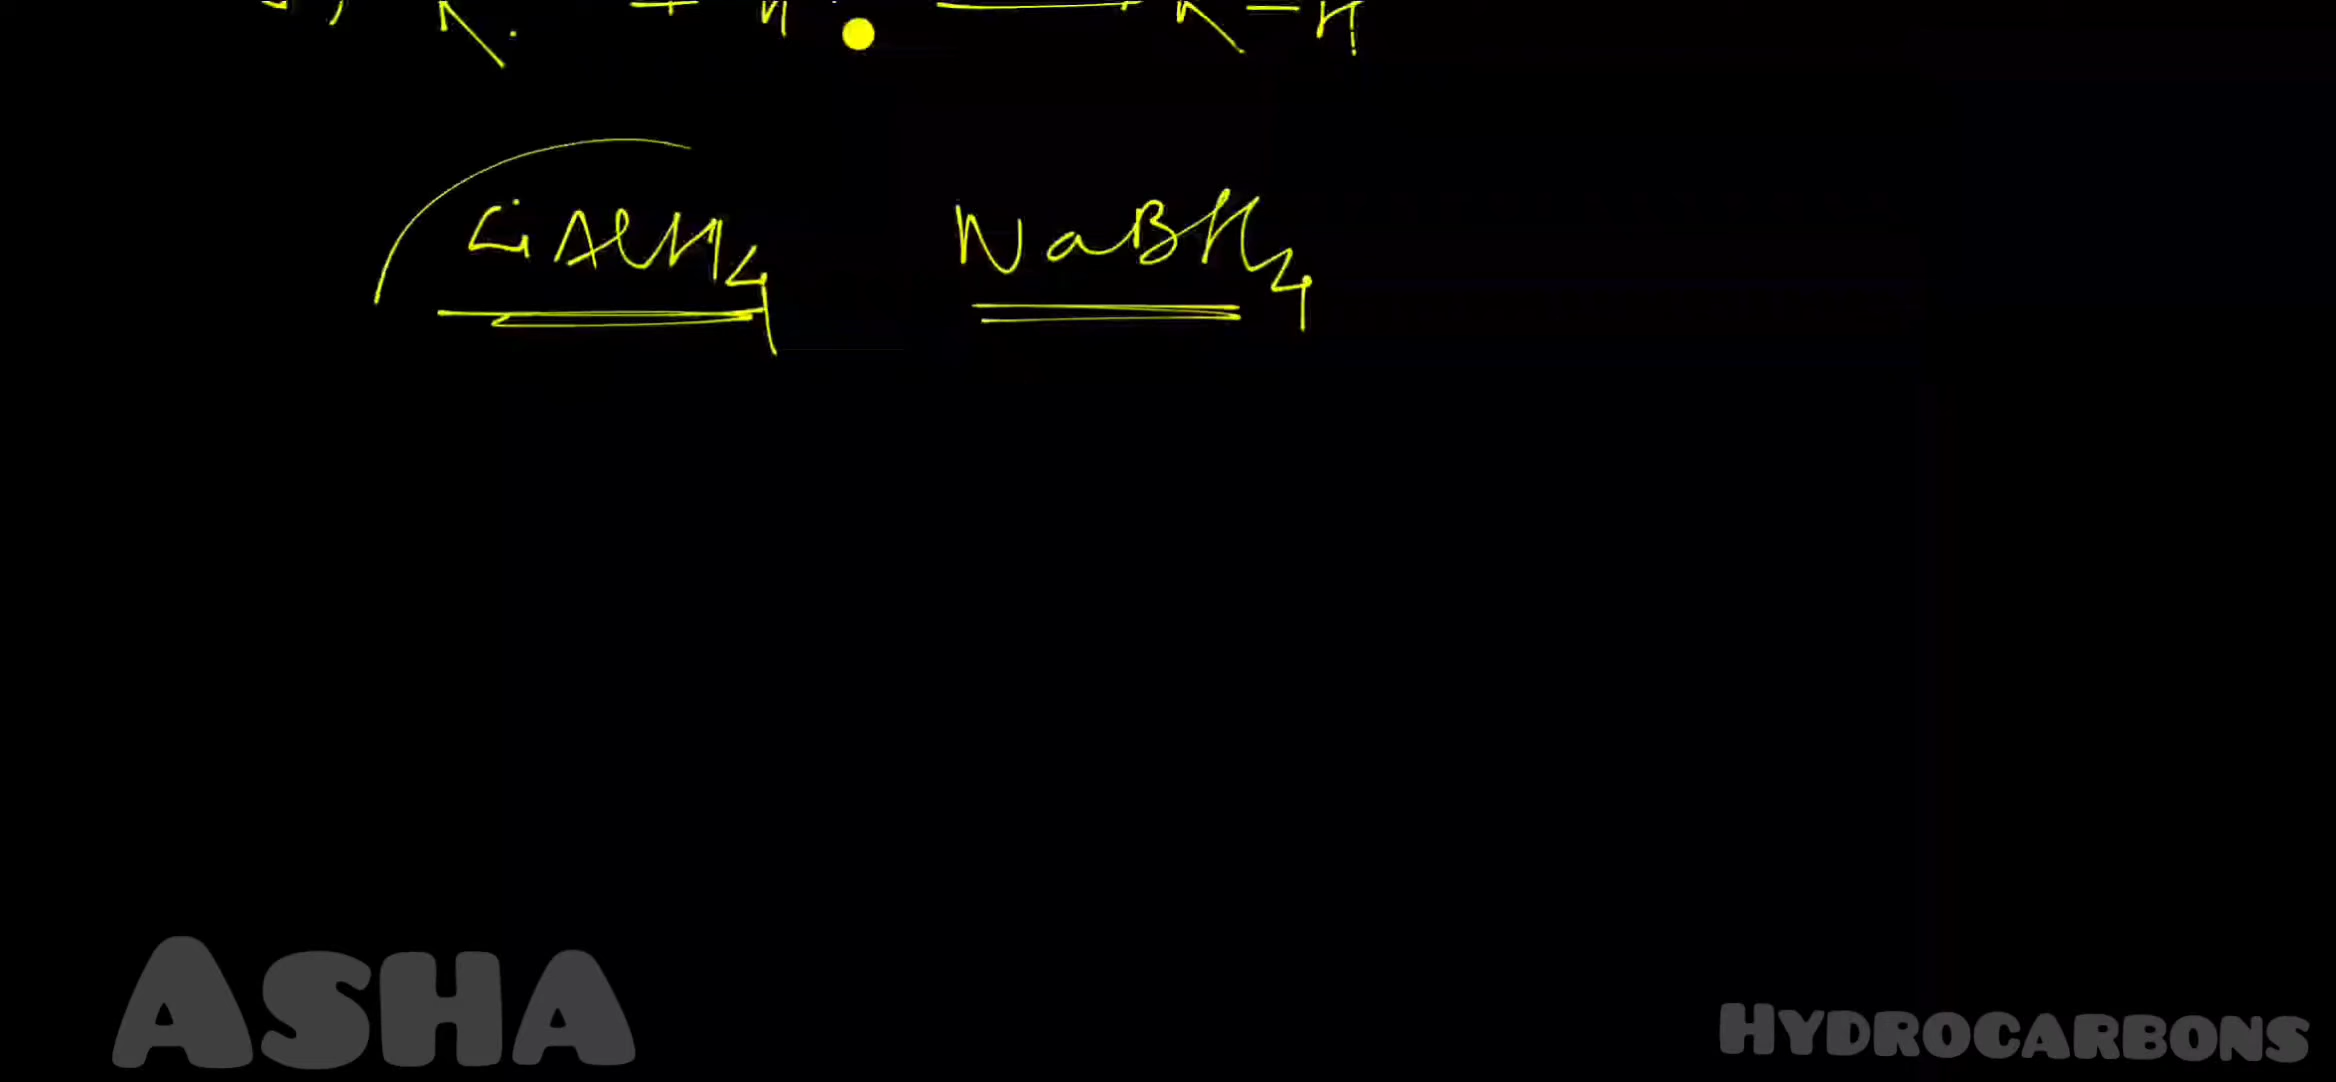 R. + H. ⟶ R-H
LiAlH4 NaBH4
ASHA
HYDROCARBONS